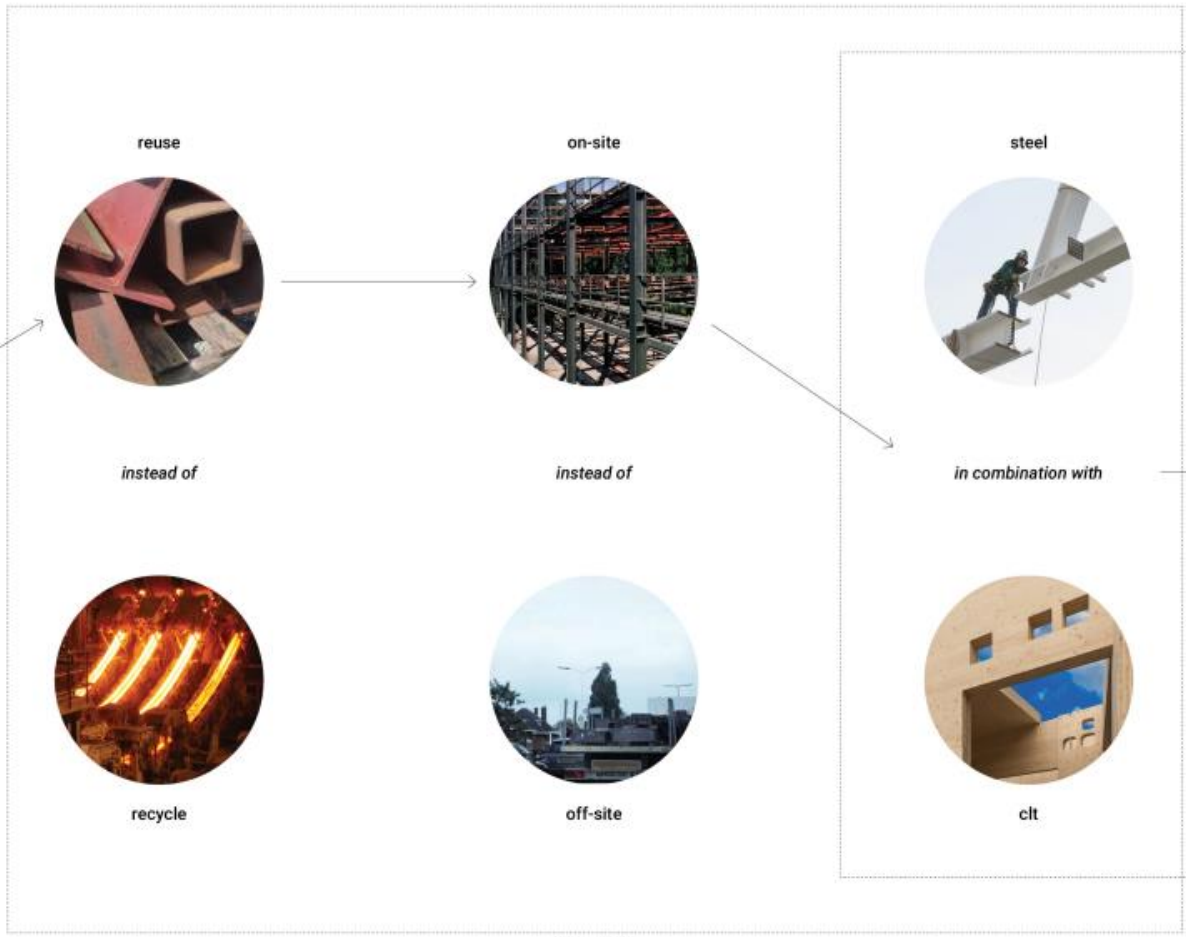 reuse
on-site
steel
instead of
instead of
in combination with
recycle
off-site
clt